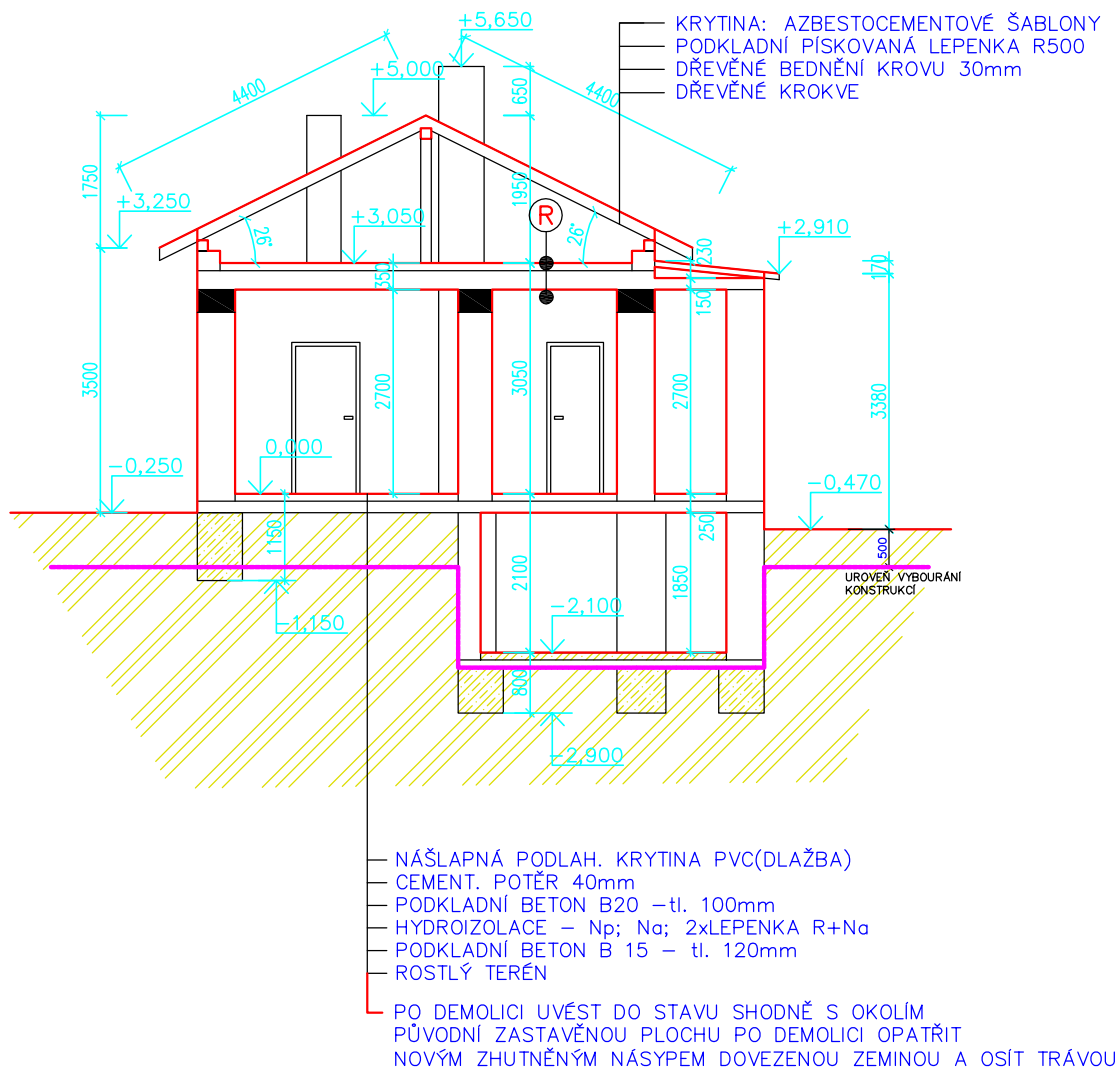 +5,650
KRYTINA: AZBESTOCEMENTOVÉ ŠABLONY
PODKLADNÍ PÍSKOVANÁ LEPENKA R500
DŘEVĚNÉ BEDNĚNÍ KROVU 30mm
DŘEVĚNÉ KROKVE
+5,000
4400
650
4400
1750
+3,250
1950
+3,050
R
26°
26°
+2,910
230
170
350
150
3500
2700
3050
2700
3380
0,000
-0,250
-0,470
1150
250
500
2100
1850
UROVEŇ VYBOURÁNÍ
KONSTRUKCÍ
-1,150
-2,100
800
-2,900
NÁŠLAPNÁ PODLAH. KRYTINA PVC(DLAŽBA)
CEMENT. POTĚR 40mm
PODKLADNÍ BETON B20 -tl. 100mm
HYDROIZOLACE - Np; Na; 2xLEPENKA R+Na
PODKLADNÍ BETON B 15 - tl. 120mm
ROSTLÝ TERÉN
PO DEMOLICI UVÉST DO STAVU SHODNĚ S OKOLÍM
PŮVODNÍ ZASTAVĚNOU PLOCHU PO DEMOLICI OPATŘIT
NOVÝM ZHUTNĚNÝM NÁSYPEM DOVEZENOU ZEMINOU A OSÍT TRÁVOU